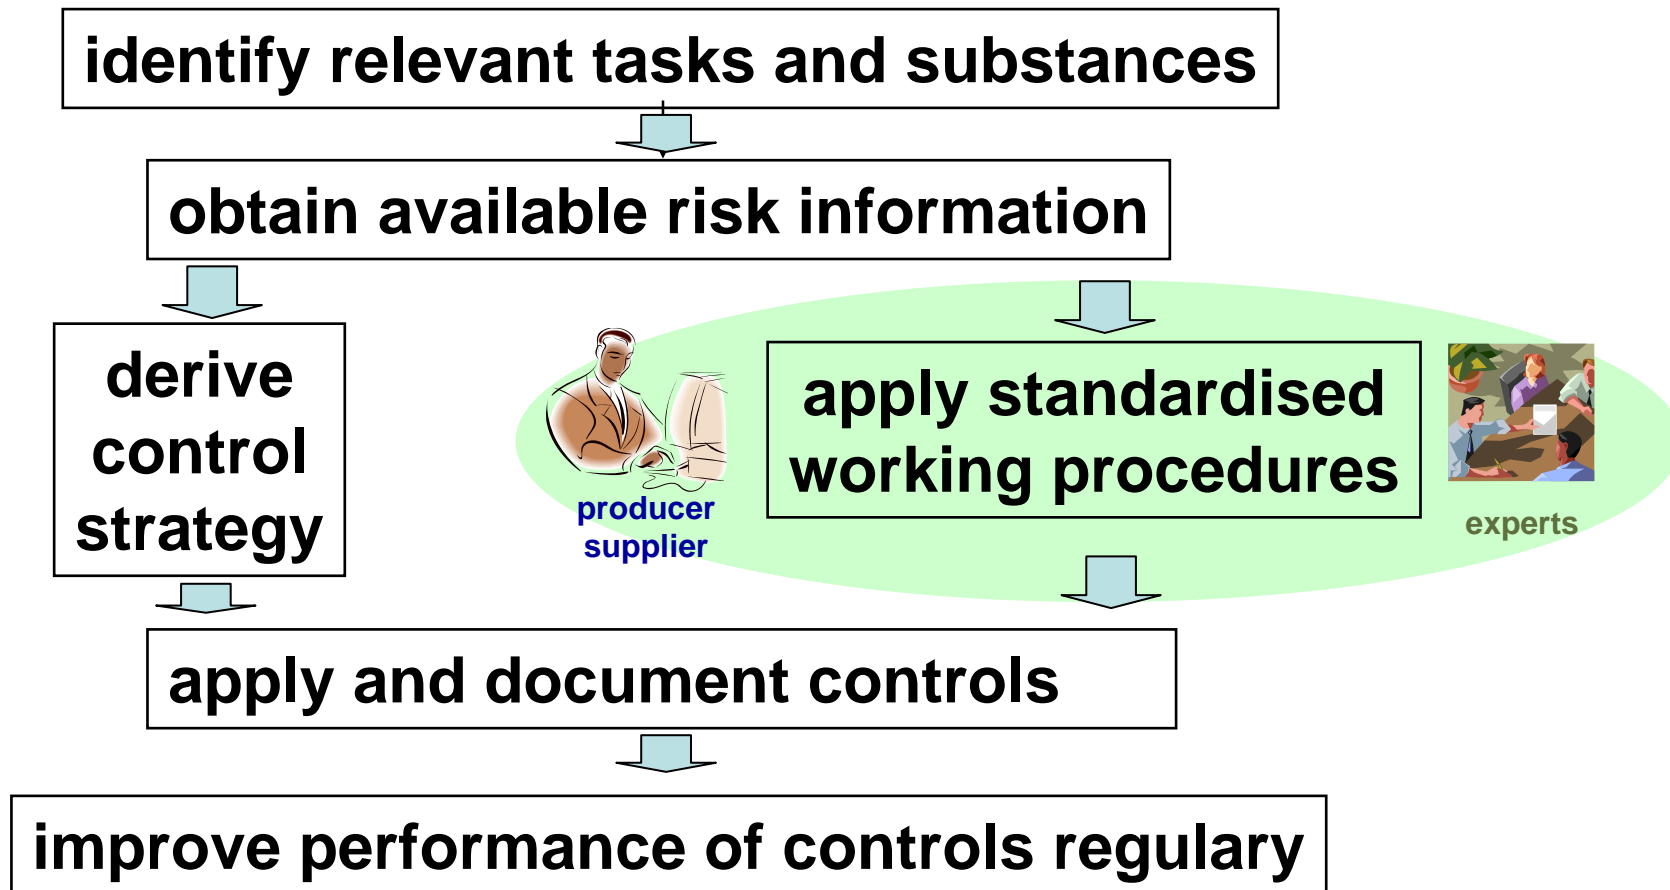 identify relevant tasks and substances
obtain available risk information
derive
control
strategy
producer
supplier
apply standardised
working procedures
experts
apply and document controls
improve performance of controls regulary